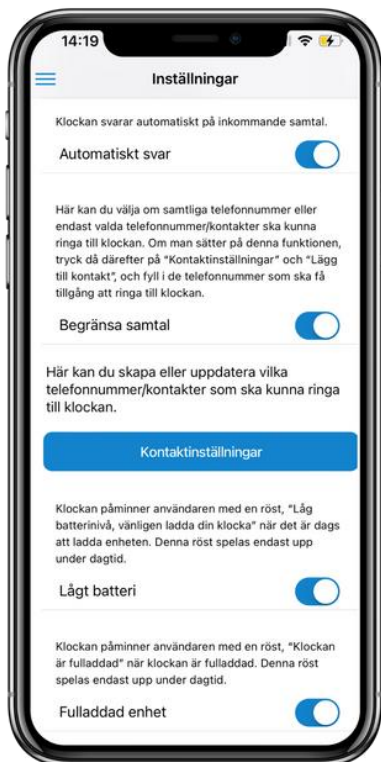 14:19
Inställningar
Klockan svarar automatiskt på inkommande samtal.
Automatiskt svar
Här kan du välja om samtliga telefonnummer eller
endast valda telefonnummer/kontakter ska kunna
ringa till klockan. Om man sätter på denna funktionen,
tryck då därefter på "Kontaktinställningar" och "Lägg
till kontakt", och fyll i de telefonnummer som ska få
tillgång att ringa till klockan.
Begränsa samtal
Här kan du skapa eller uppdatera vilka
telefonnummer/kontakter som ska kunna ringa
till klockan.
Kontaktinställningar
Klockan påminner användaren med en röst, "Låg
batterinivå, vänligen ladda din klocka" när det är dags
att ladda enheten. Denna röst spelas endast upp
under dagtid.
Lågt batteri
Klockan påminner användaren med en röst, "Klockan
är fulladdad" när klockan är fulladdad. Denna röst
spelas endast upp under dagtid.
Fulladdad enhet